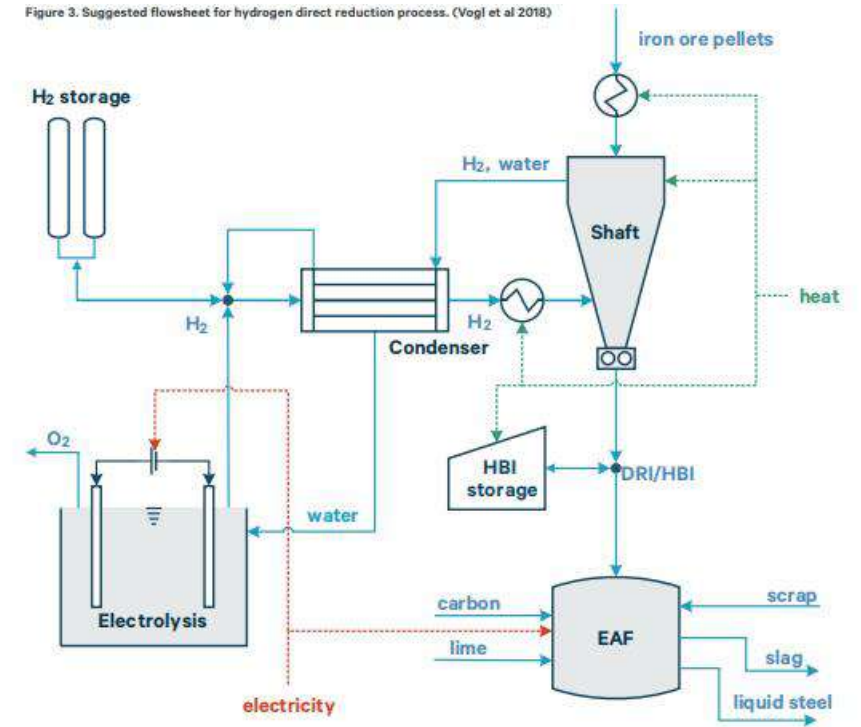 Figure 3. Suggested flowsheet for hydrogen direct reduction process. (Vogl et al 2018)
iron ore pellets
H₂ storage
H₂, water
Shaft
heat
H₂
H₂
Condenser
O₂
HBI
storage
DRI/HBI
water
Electrolysis
carbon
scrap
EAF
lime
slag
liquid steel
electricity